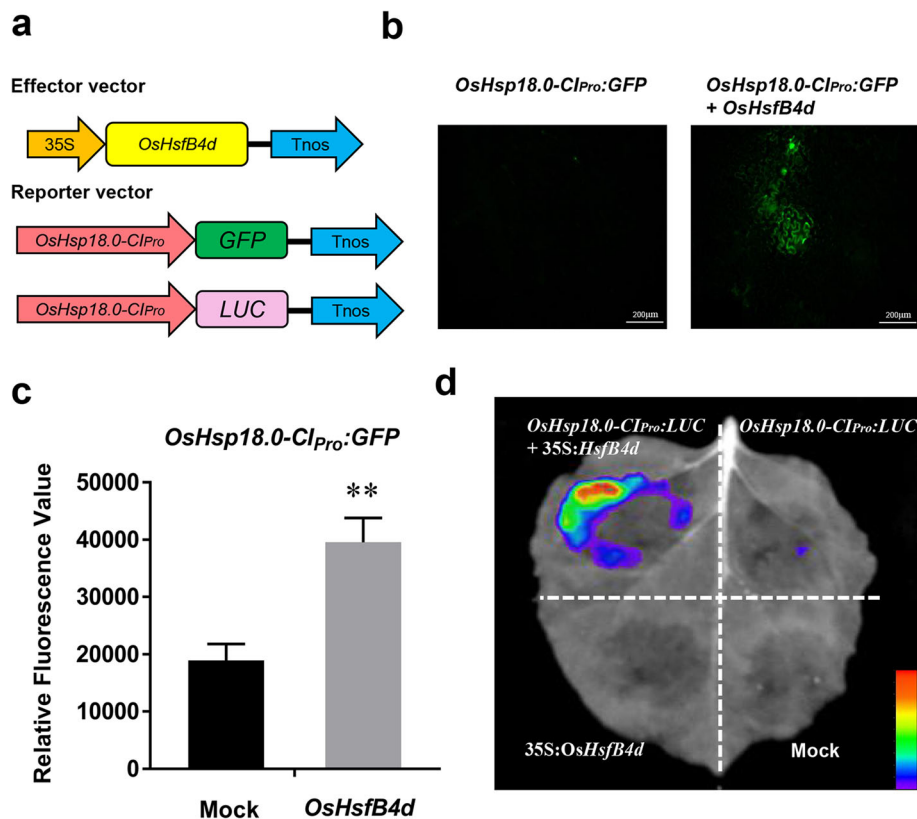 a
Effector vector
35S
OsHsfB4d
Tnos
Reporter vector
OsHsp18.0-CIPro
GFP
Tnos
OsHsp18.0-CIPro
LUC
Tnos
b
OsHsp18.0-CIPro:GFP
OsHsp18.0-CIPro:GFP
+ OsHsfB4d
200μm
200μm
c
OsHsp18.0-CIPro:GFP
Relative Fluorescence Value
50000
40000
30000
20000
10000
0
**
Mock
OsHsfB4d
d
OsHsp18.0-CIPro:LUC
+ 35S:HsfB4d
OsHsp18.0-CIPro:LUC
35S:OsHsfB4d
Mock